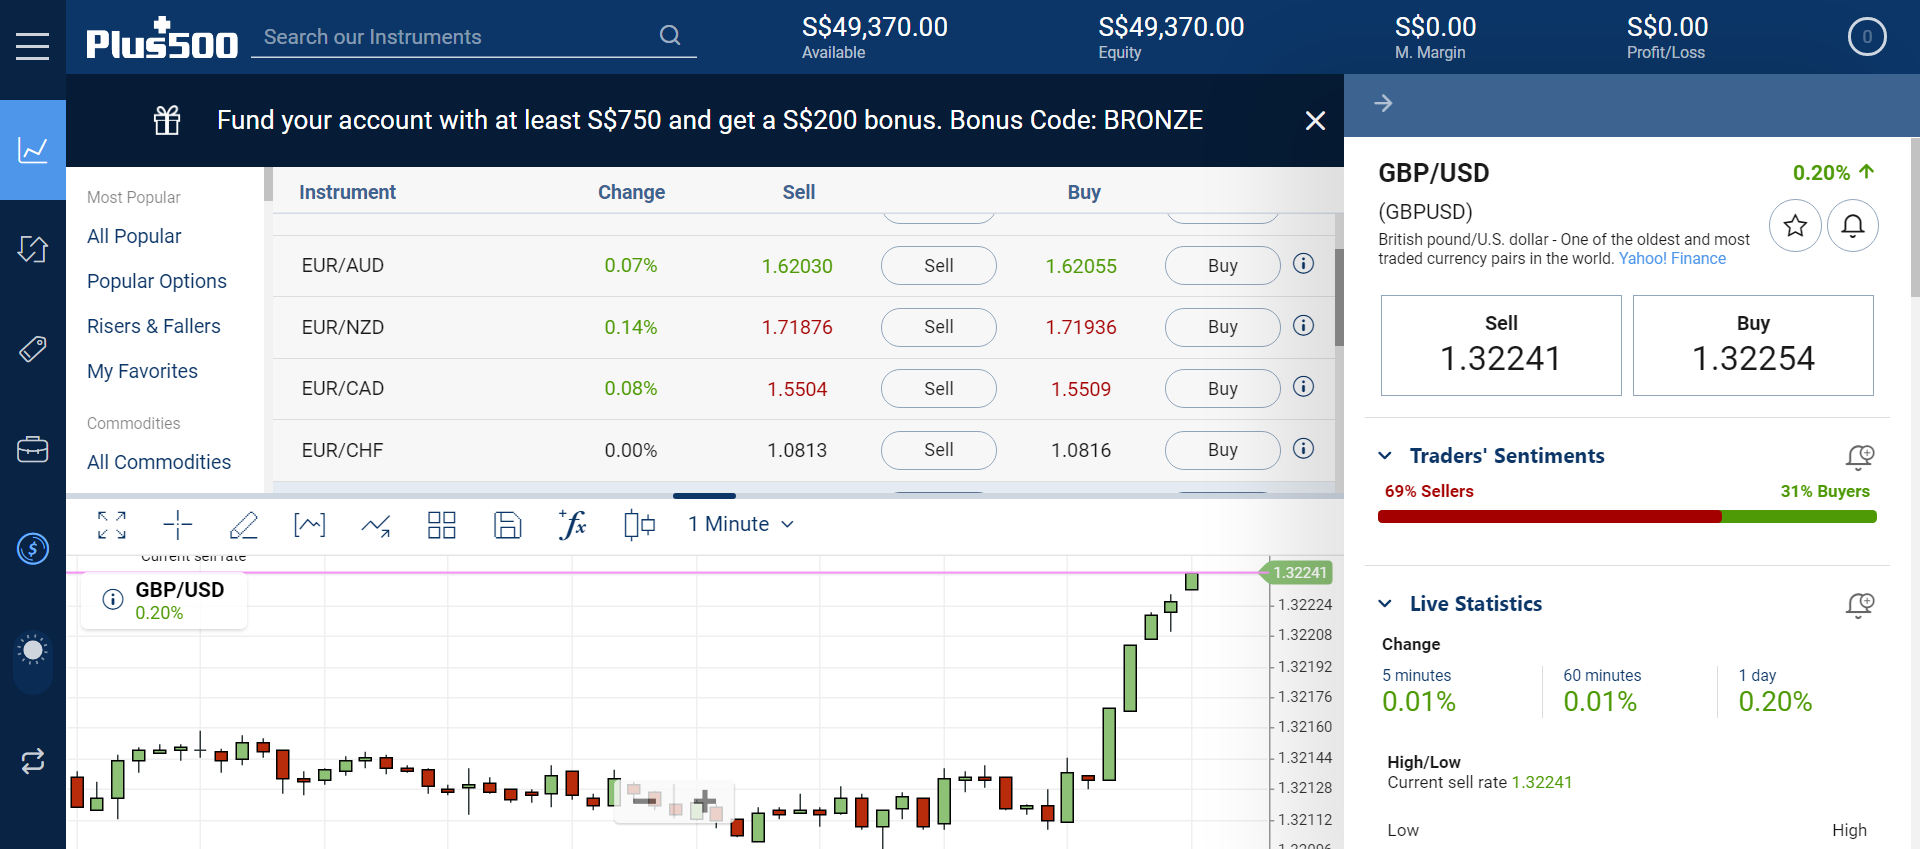 Plus500
Search our Instruments
S$49,370.00
Available
S$49,370.00
Equity
S$0.00
M. Margin
S$0.00
Profit/Loss
0
Fund your account with at least S$750 and get a S$200 bonus. Bonus Code: BRONZE
Most Popular
All Popular
Popular Options
Risers & Fallers
My Favorites
Commodities
All Commodities
Instrument Change Sell Buy
EUR/AUD 0.07% 1.62030 Sell 1.62055 Buy
EUR/NZD 0.14% 1.71876 Sell 1.71936 Buy
EUR/CAD 0.08% 1.5504 Sell 1.5509 Buy
EUR/CHF 0.00% 1.0813 Sell 1.0816 Buy
1 Minute
Current sell rate
GBP/USD
0.20%
1.32241
1.32224
1.32208
1.32192
1.32176
1.32160
1.32144
1.32128
1.32112
1.32096
GBP/USD
0.20%
(GBPUSD)
British pound/U.S. dollar - One of the oldest and most
traded currency pairs in the world. Yahoo! Finance
Sell
1.32241
Buy
1.32254
Traders' Sentiments
69% Sellers 31% Buyers
Live Statistics
Change
5 minutes 60 minutes 1 day
0.01% 0.01% 0.20%
High/Low
Current sell rate 1.32241
Low High